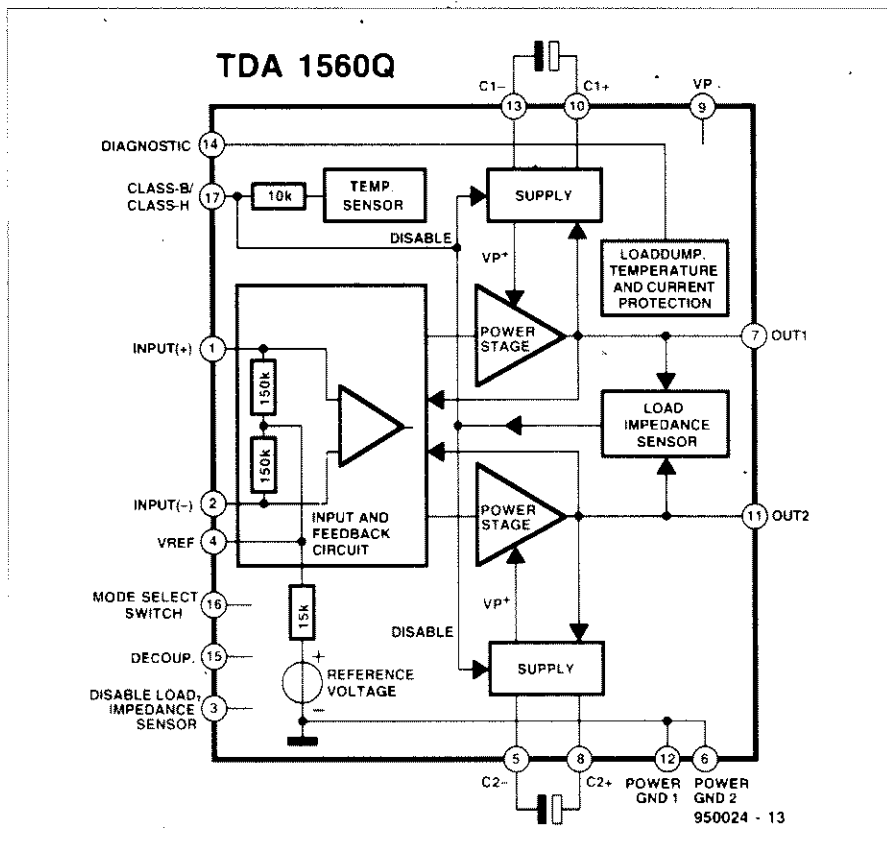 TDA 1560Q
C1–
C1+
VP
13
10
9
DIAGNOSTIC
14
CLASS-B/
CLASS-H
17
10k
TEMP.
SENSOR
SUPPLY
DISABLE
VP+
LOADDUMP,
TEMPERATURE
AND CURRENT
PROTECTION
INPUT(+)
1
150k
POWER
STAGE
7
OUT1
LOAD
IMPEDANCE
SENSOR
150k
INPUT(–)
2
POWER
STAGE
11
OUT2
INPUT AND
FEEDBACK
CIRCUIT
VREF
4
MODE SELECT
SWITCH
16
15k
VP+
DISABLE
DECOUP.
15
+
REFERENCE
VOLTAGE
–
SUPPLY
DISABLE LOAD,
IMPEDANCE
SENSOR
3
5
8
12
6
C2–
C2+
POWER
GND 1
POWER
GND 2
950024 - 13